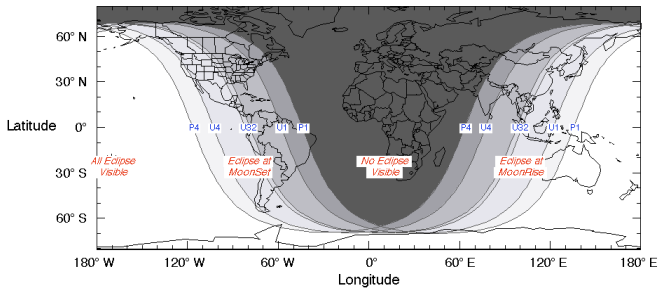 60° N
30° N
Latitude
0°
P4 U4 U32 U1 P1 P4 U4 U32 U1 P1
All Eclipse
Visible
Eclipse at
MoonSet
No Eclipse
Visible
Eclipse at
MoonRise
30° S
60° S
180° W 120° W 60° W 0° 60° E 120° E 180° E
Longitude